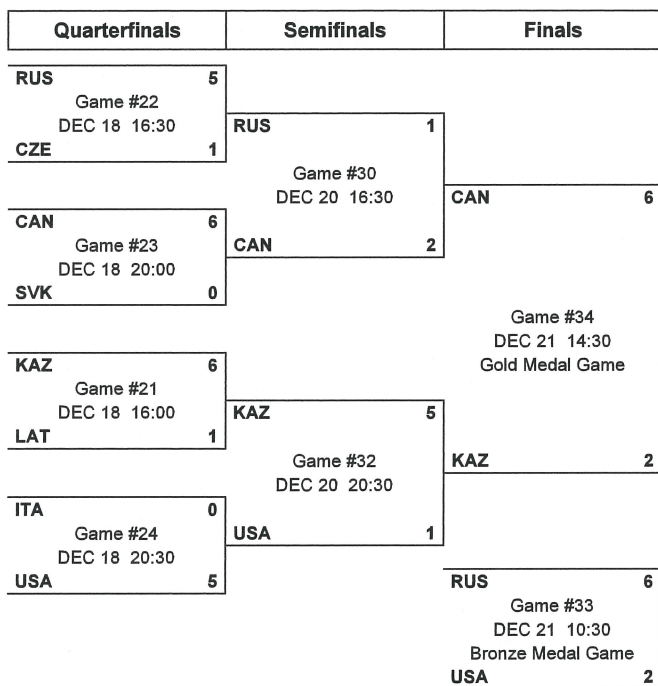 Quarterfinals Semifinals Finals
RUS 5
Game #22
DEC 18 16:30
CZE 1
CAN 6
Game #23
DEC 18 20:00
SVK 0
KAZ 6
Game #21
DEC 18 16:00
LAT 1
ITA 0
Game #24
DEC 18 20:30
USA 5
RUS 1
Game #30
DEC 20 16:30
CAN 2
KAZ 5
Game #32
DEC 20 20:30
USA 1
CAN 6
Game #34
DEC 21 14:30
Gold Medal Game
KAZ 2
RUS 6
Game #33
DEC 21 10:30
Bronze Medal Game
USA 2